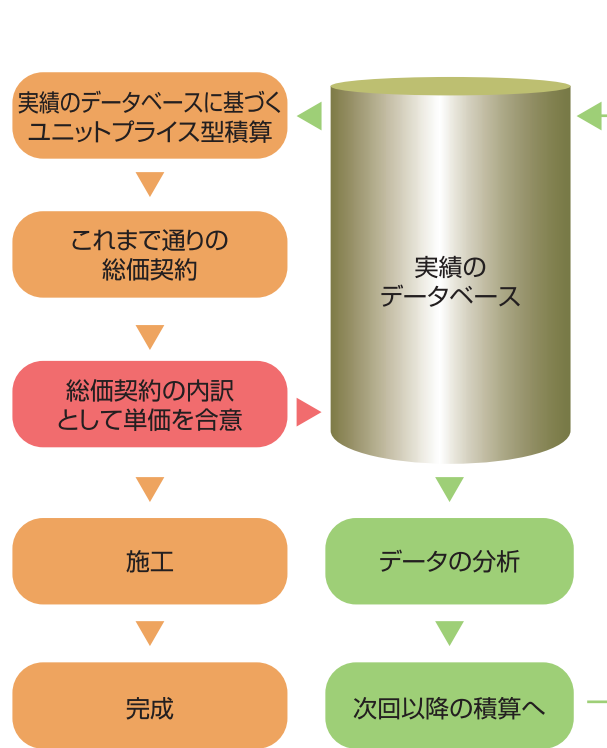 実績のデータベースに基づく
ユニットプライス型積算
これまで通りの
総価契約
総価契約の内訳
として単価を合意
施工
完成
実績の
データベース
データの分析
次回以降の積算へ